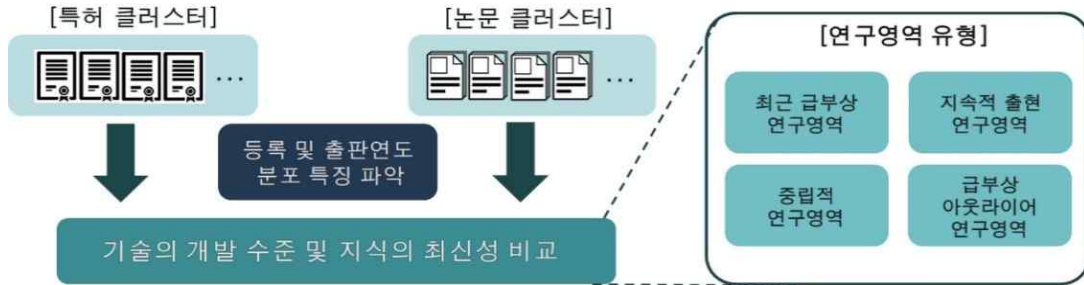 [특허 클러스터]
...
[논문 클러스터]
...
등록 및 출판연도
분포 특징 파악
기술의 개발 수준 및 지식의 최신성 비교
[연구영역 유형]
최근 급부상
연구영역
지속적 출현
연구영역
중립적
연구영역
급부상
아웃라이어
연구영역